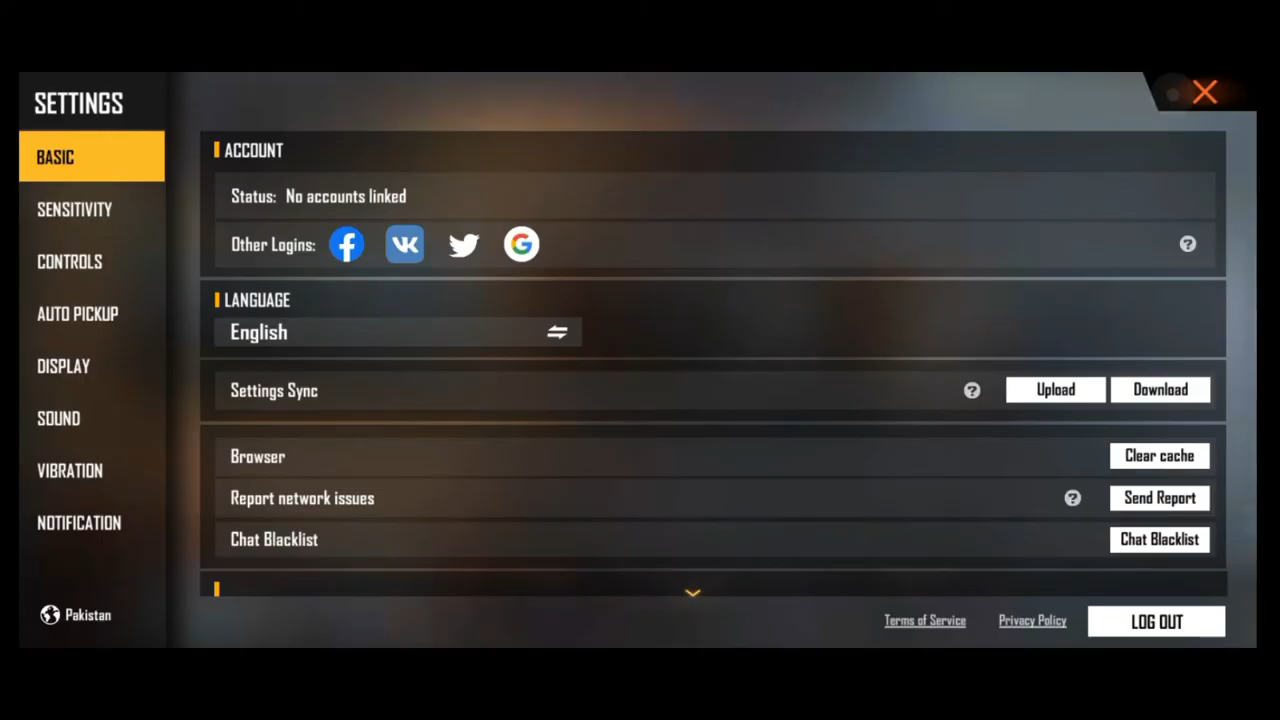 SETTINGS
BASIC
SENSITIVITY
CONTROLS
AUTO PICKUP
DISPLAY
SOUND
VIBRATION
NOTIFICATION
Pakistan
ACCOUNT
Status: No accounts linked
Other Logins:
LANGUAGE
English
Settings Sync Upload Download
Browser Clear cache
Report network issues Send Report
Chat Blacklist Chat Blacklist
Terms of Service Privacy Policy LOG OUT